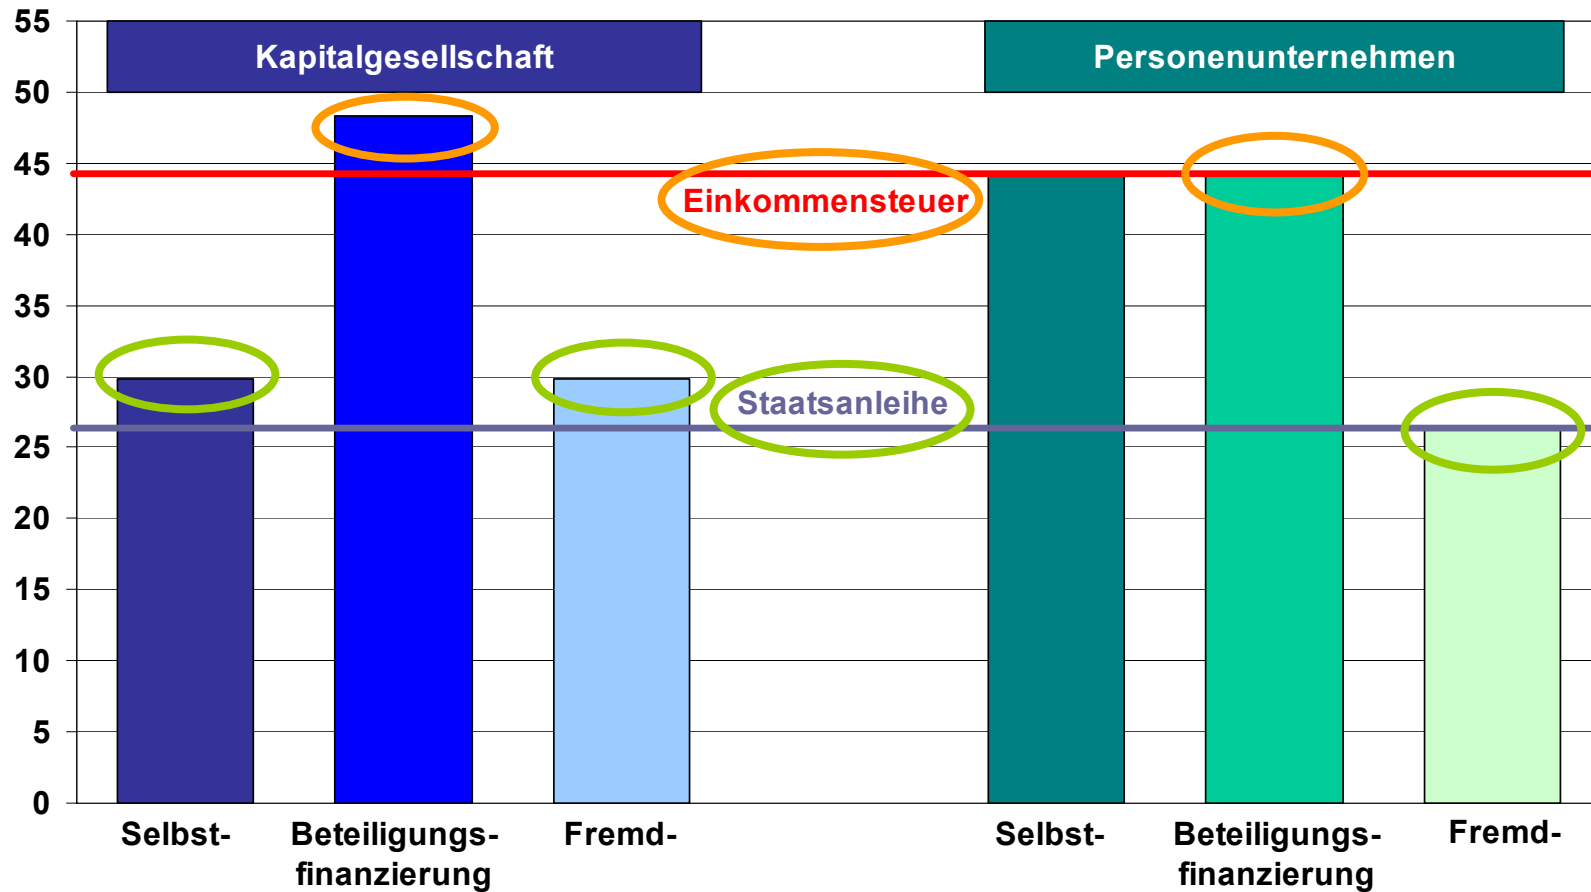 Kapitalgesellschaft
Personenunternehmen
55
50
45
40
35
30
25
20
15
10
5
0
Einkommensteuer
Staatsanleihe
Selbst-
Beteiligungs-
finanzierung
Fremd-
Selbst-
Beteiligungs-
finanzierung
Fremd-